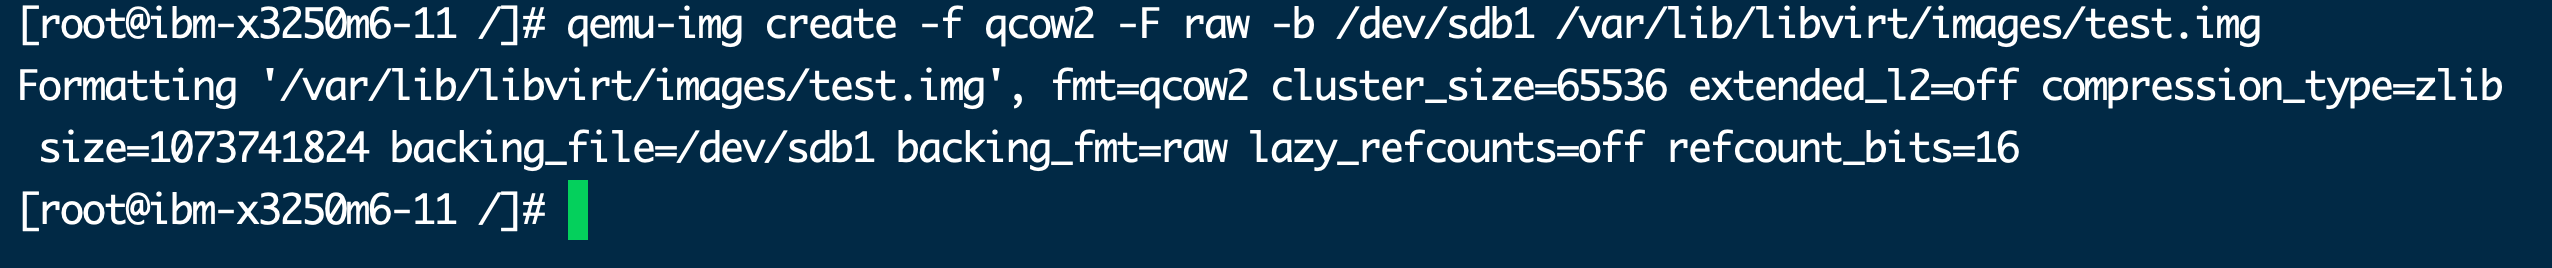 [root@ibm-x3250m6-11 /]# qemu-img create -f qcow2 -F raw -b /dev/sdb1 /var/lib/libvirt/images/test.img
Formatting '/var/lib/libvirt/images/test.img', fmt=qcow2 cluster_size=65536 extended_l2=off compression_type=zlib
 size=1073741824 backing_file=/dev/sdb1 backing_fmt=raw lazy_refcounts=off refcount_bits=16
[root@ibm-x3250m6-11 /]#